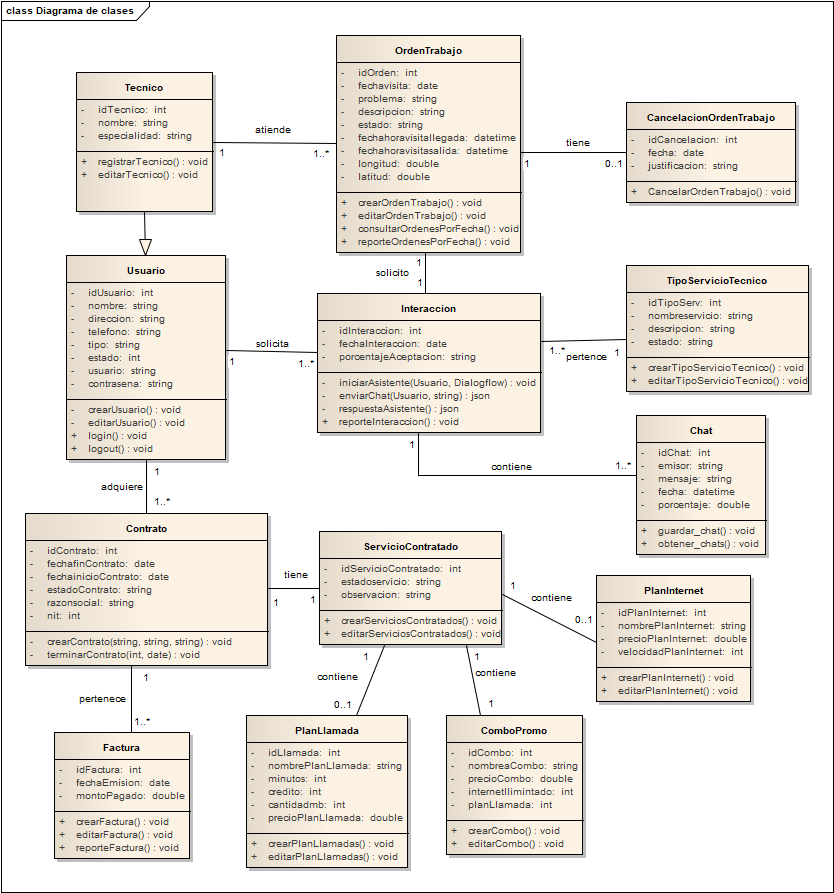 class Diagrama de clases
Tecnico
- idTecnico: int
- nombre: string
- especialidad: string
+ registrarTecnico() : void
+ editarTecnico() : void
atiende
1
1..*
OrdenTrabajo
- idOrden: int
- fechavisita: date
- problema: string
- descripcion: string
- estado: string
- fechahoravisitallegada: datetime
- fechahoravisitasalida: datetime
- longitud: double
- latitud: double
+ crearOrdenTrabajo() : void
+ editarOrdenTrabajo() : void
+ consultarOrdenesPorFecha() : void
+ reporteOrdenesPorFecha() : void
tiene
1
0..1
CancelacionOrdenTrabajo
- idCancelacion: int
- fecha: date
- justificacion: string
+ CancelarOrdenTrabajo() : void
Usuario
- idUsuario: int
- nombre: string
- direccion: string
- telefono: string
- tipo: string
- estado: int
- usuario: string
- contrasena: string
- crearUsuario() : void
- editarUsuario() : void
+ login() : void
+ logout() : void
solicita
1
1..*
1
solicito
1
Interaccion
- idInteraccion: int
- fechaInteraccion: date
- porcentajeAceptacion: string
- iniciarAsistente(Usuario, Dialogflow) : void
- enviarChat(Usuario, string) : json
- respuestaAsistente() : json
+ reporteInteraccion() : void
1..*
pertence
1
TipoServicioTecnico
- idTipoServ: int
- nombreservicio: string
- descripcion: string
- estado: string
+ crearTipoServicioTecnico() : void
+ editarTipoServicioTecnico() : void
1
contiene
1..*
Chat
- idChat: int
- emisor: string
- mensaje: string
- fecha: datetime
- porcentaje: double
+ guardar_chat() : void
+ obtener_chats() : void
1
adquiere
1..*
Contrato
- idContrato: int
- fechafinContrato: date
- fechainicioContrato: date
- estadoContrato: string
- razonsocial: string
- nit: int
- crearContrato(string, string, string) : void
- terminarContrato(int, date) : void
tiene
1
1
ServicioContratado
- idServicioContratado: int
- estadoservicio: string
- observacion: string
+ crearServiciosContratados() : void
+ editarServiciosContratados() : void
1
contiene
0..1
PlanInternet
- idPlanInternet: int
- nombrePlanInternet: string
- precioPlanInternet: double
- velocidadPlanInternet: int
+ crearPlanInternet() : void
+ editarPlanInternet() : void
1
contiene
0..1
1
contiene
1
1
pertenece
1..*
Factura
- idFactura: int
- fechaEmision: date
- montoPagado: double
+ crearFactura() : void
+ editarFactura() : void
+ reporteFactura() : void
PlanLlamada
- idLlamada: int
- nombrePlanLlamada: string
- minutos: int
- credito: int
- cantidadmb: int
- precioPlanLlamada: double
+ crearPlanLlamadas() : void
+ editarPlanLlamadas() : void
ComboPromo
- idCombo: int
- nombreaCombo: string
- precioCombo: double
- internetIlimintado: int
- planLlamada: int
+ crearCombo() : void
+ editarCombo() : void